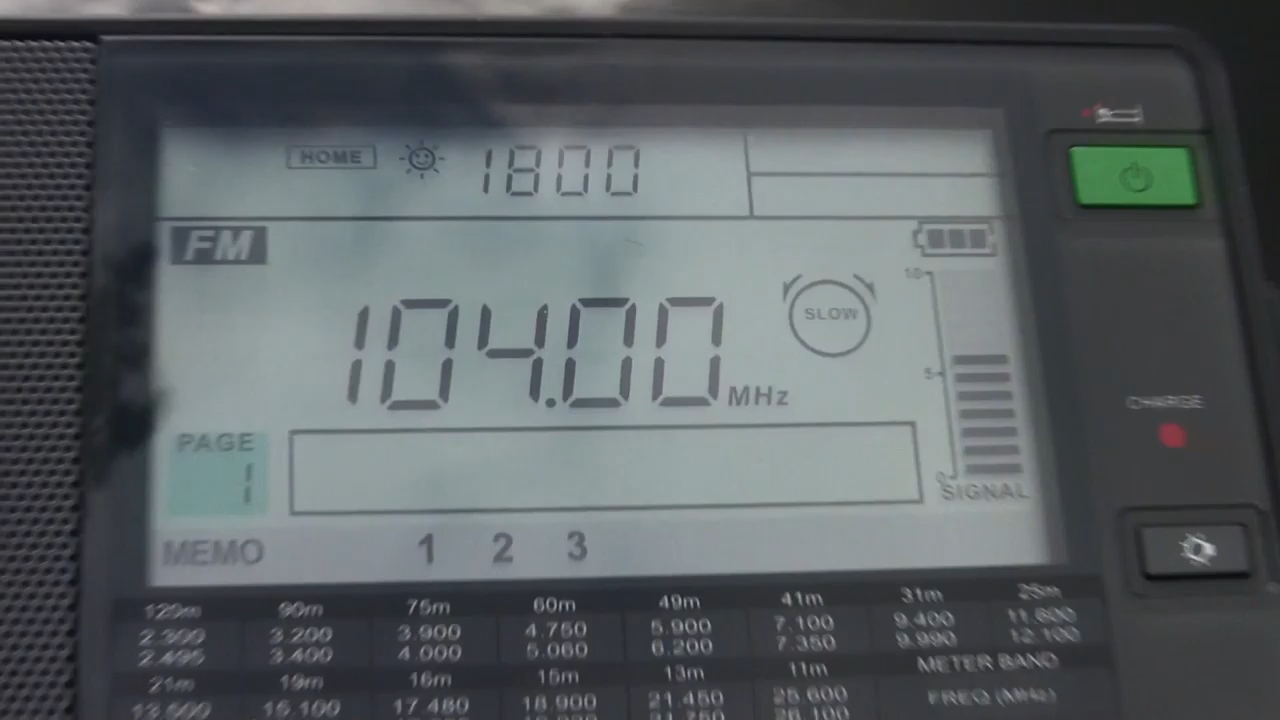 HOME 1800
FM
104.00 MHz
SLOW
10
5
0
SIGNAL
CHARGE
PAGE
1
MEMO 1 2 3
120m 90m 75m 60m 49m 41m 31m 25m
2.300 3.200 3.900 4.750 5.900 7.100 9.400 11.600
2.495 3.400 4.000 5.060 6.200 7.350 9.990 12.100
21m 19m 16m 15m 13m 11m METER BAND
13.500 15.100 17.480 18.900 21.450 25.600 FREQ (MHz)
21.750 26.100